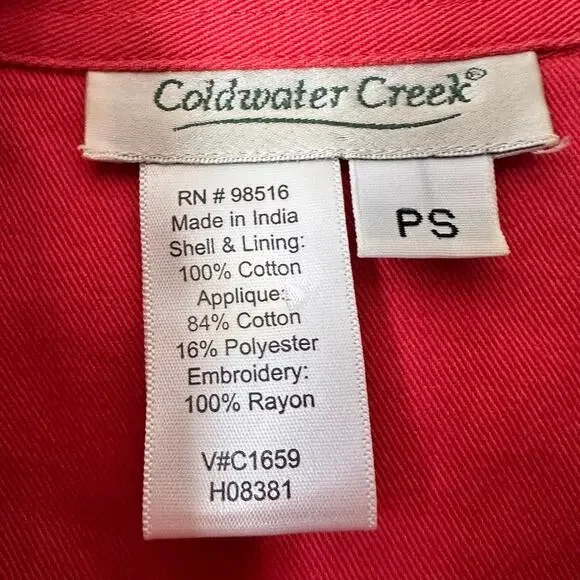 Coldwater Creek®
PS
RN # 98516
Made in India
Shell & Lining:
100% Cotton
Applique:
84% Cotton
16% Polyester
Embroidery:
100% Rayon
V#C1659
H08381